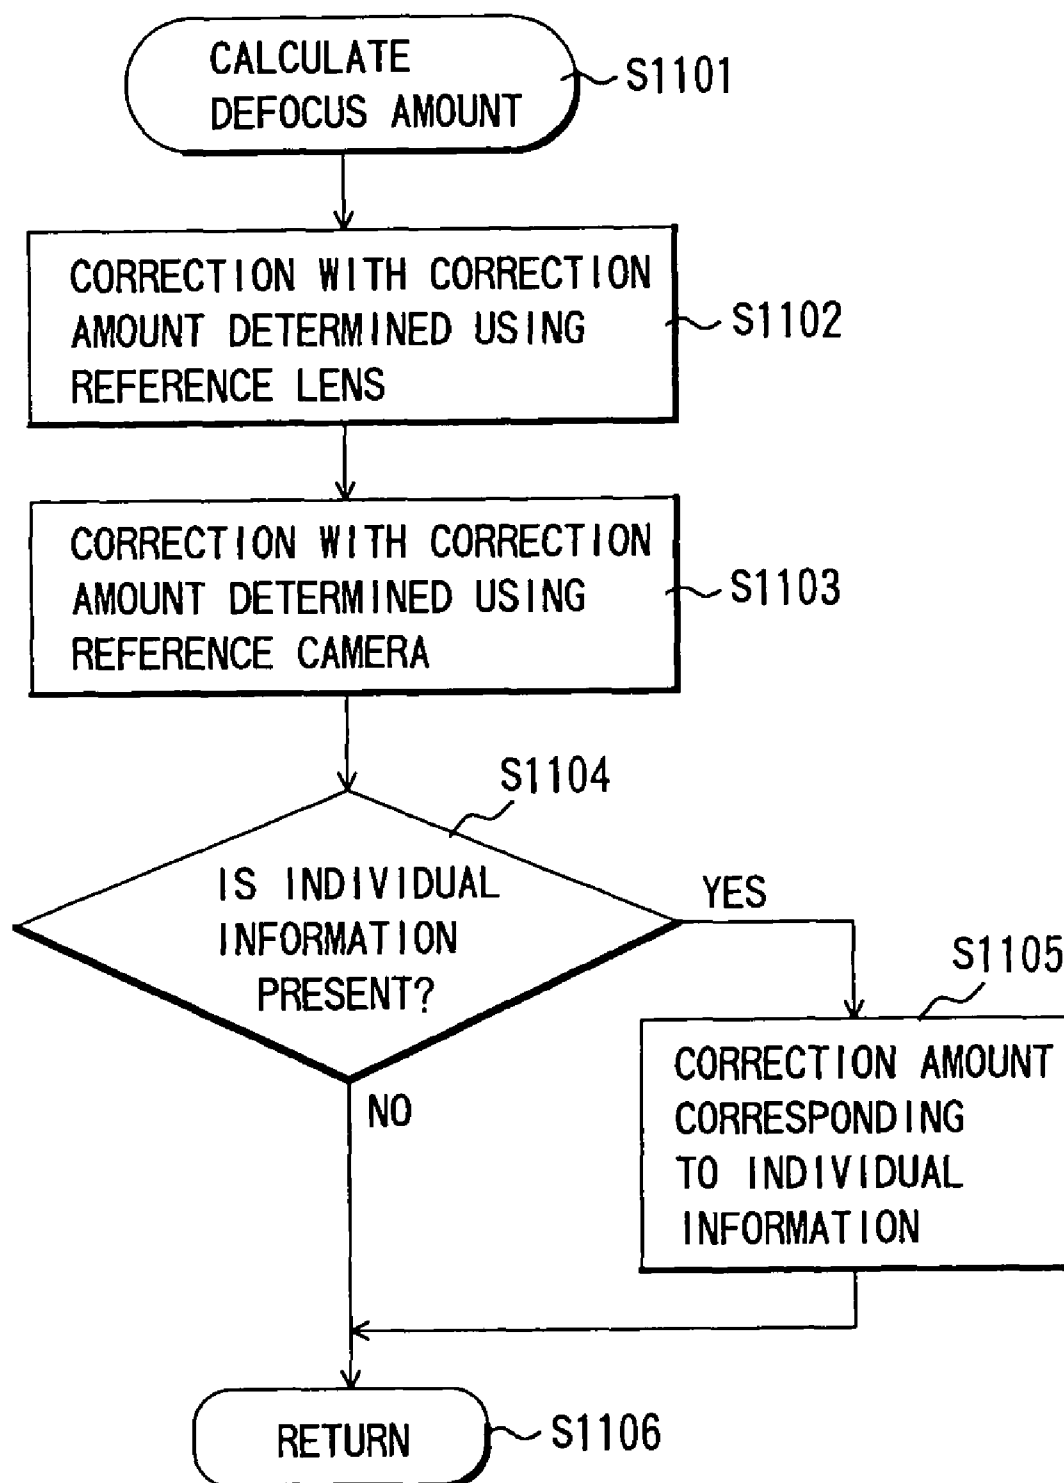 CALCULATE
DEFOCUS AMOUNT
S1101
CORRECTION WITH CORRECTION
AMOUNT DETERMINED USING
REFERENCE LENS
S1102
CORRECTION WITH CORRECTION
AMOUNT DETERMINED USING
REFERENCE CAMERA
S1103
S1104
IS INDIVIDUAL
INFORMATION
PRESENT?
YES
NO
S1105
CORRECTION AMOUNT
CORRESPONDING
TO INDIVIDUAL
INFORMATION
RETURN
S1106